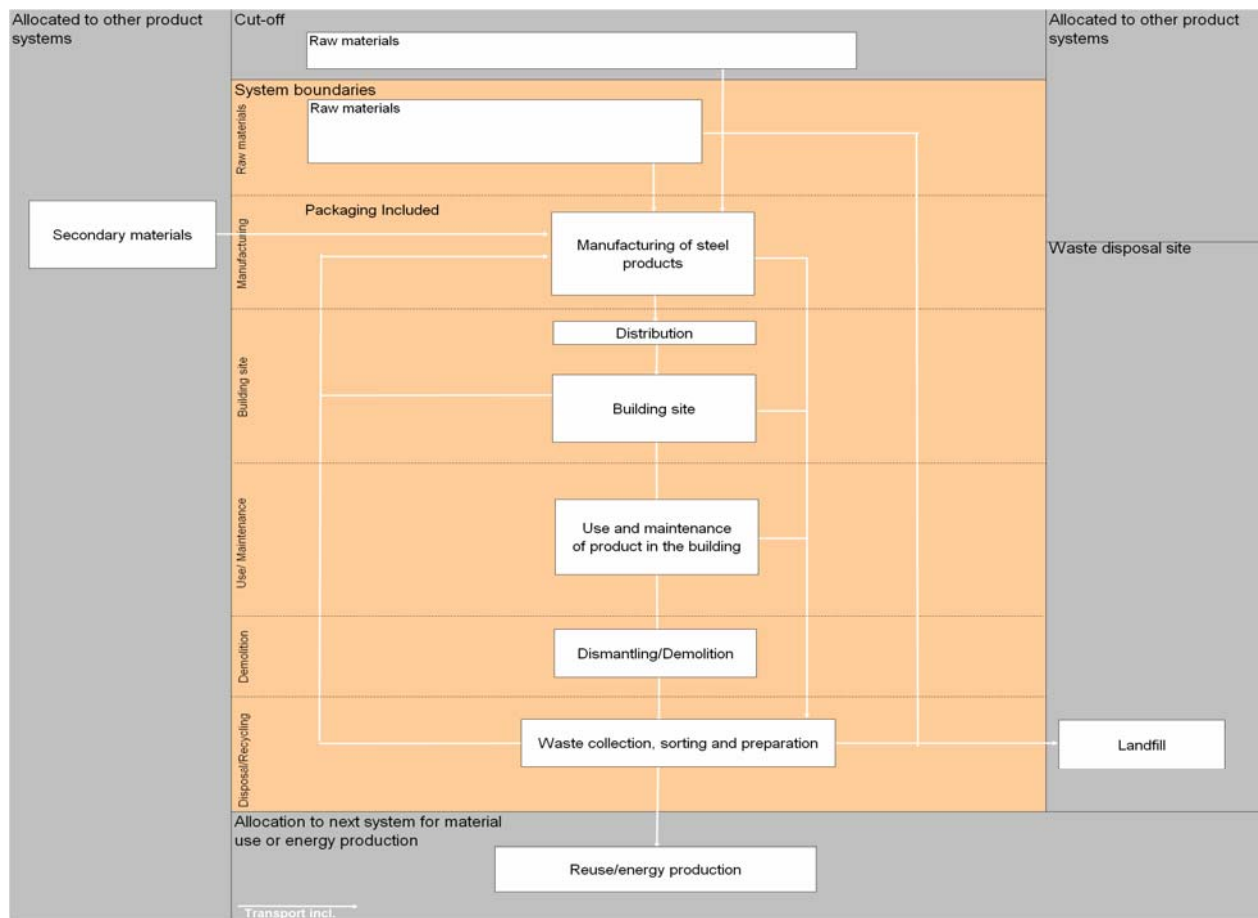 Allocated to other product
systems
Cut-off
Raw materials
Allocated to other product
systems
System boundaries
Raw materials
Raw materials
Secondary materials
Packaging Included
Manufacturing
Manufacturing of steel
products
Waste disposal site
Distribution
Building site
Building site
Use/ Maintenance
Use and maintenance
of product in the building
Demolition
Dismantling/Demolition
Disposal/Recycling
Waste collection, sorting and preparation
Landfill
Allocation to next system for material
use or energy production
Reuse/energy production
Transport incl.